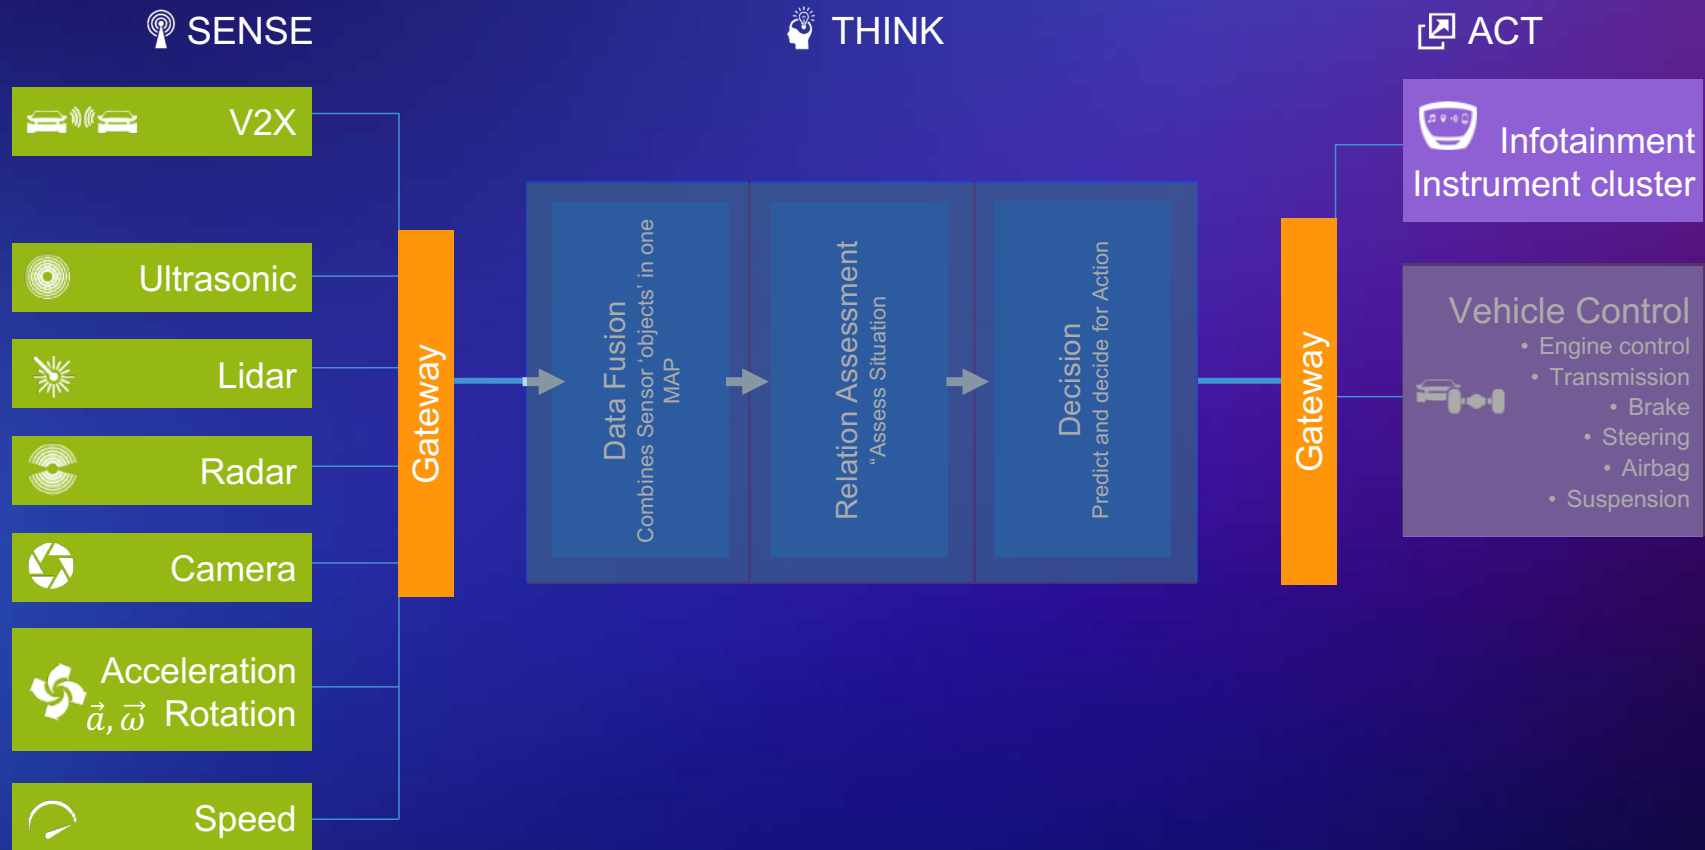 SENSE
THINK
ACT
V2X
Ultrasonic
Lidar
Radar
Camera
Acceleration
a⃗, ω⃗ Rotation
Speed
Gateway
Data Fusion
Combines Sensor ‘objects’ in one
MAP
Relation Assessment
“Assess Situation
Decision
Predict and decide for Action
Gateway
Infotainment
Instrument cluster
Vehicle Control
• Engine control
• Transmission
• Brake
• Steering
• Airbag
• Suspension